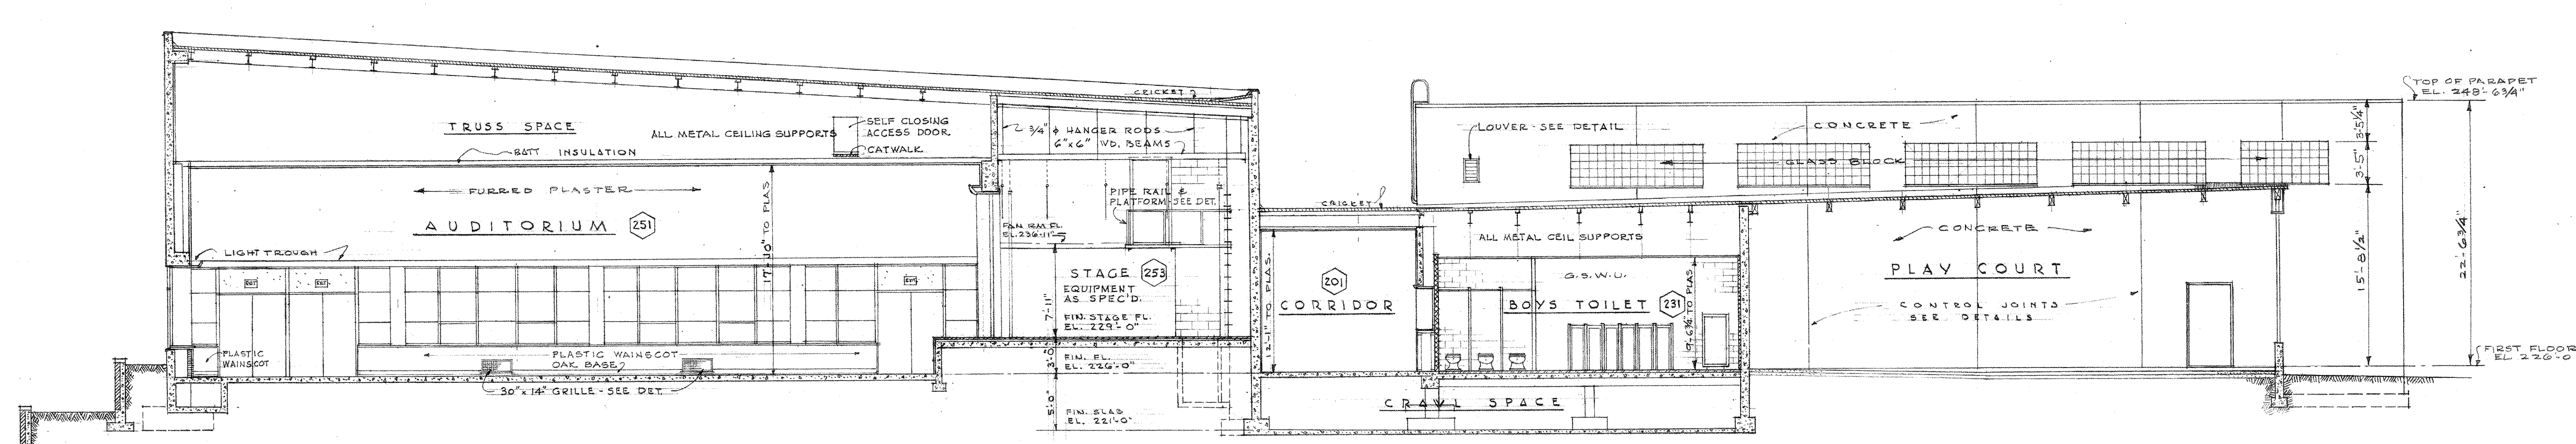 TRUSS SPACE
ALL METAL CEILING SUPPORTS
SELF CLOSING
ACCESS DOOR
CATWALK
BATT INSULATION
FURRED PLASTER
AUDITORIUM 251
LIGHT TROUGH
17'-10" TO PLAS
EXIT
EXIT
EXIT
PLASTIC
WAINSCOT
PLASTIC WAINSCOT
OAK BASE
30" x 14" GRILLE - SEE DET.
CRICKET
2 3/4" ϕ HANGER RODS
6" x 6" WD. BEAMS
PIPE RAIL &
PLATFORM - SEE DET.
FAN RM FL.
EL. 236'-11"
STAGE 253
EQUIPMENT
AS SPEC'D.
FIN. STAGE FL.
EL. 229'-0"
7'-11"
3'-0"
FIN. FL.
EL. 226'-0"
5'-0"
FIN. SLAB
EL. 221'-0"
CRICKET
12'-1" TO PLAS.
201
CORRIDOR
ALL METAL CEIL SUPPORTS
G.S.W.U.
BOYS TOILET 231
9'-6 3/4" TO PLAS
CRAWL SPACE
LOUVER - SEE DETAIL
CONCRETE
GLASS BLOCK
CONCRETE
PLAY COURT
CONTROL JOINTS
SEE DETAILS
3'-5 1/4"
3'-5"
15'-8 1/2"
22'-6 3/4"
TOP OF PARAPET
EL. 248'-6 3/4"
FIRST FLOOR
EL 226'-0